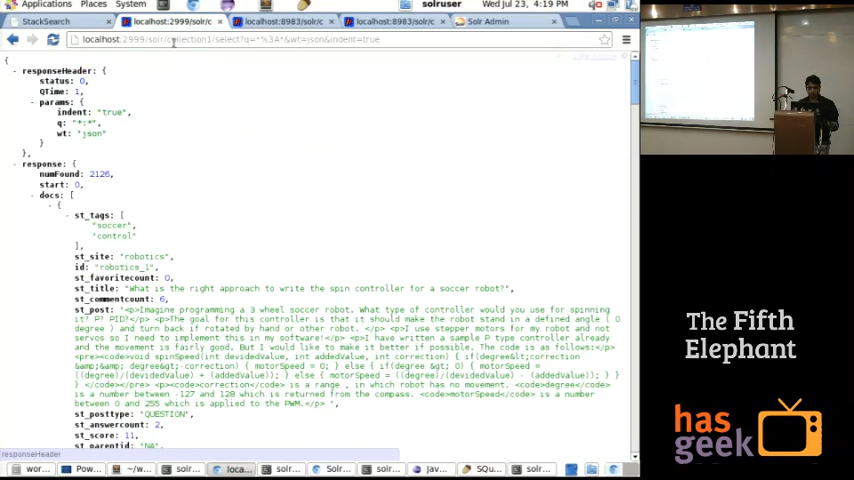 Applications Places System solruser Wed Jul 23, 4:19 PM
StackSearch localhost:2999/solr/c localhost:8983/solr/c localhost:8983/solr/c Solr Admin
localhost:2999/solr/collection1/select?q=*%3A*&wt=json&indent=true
{
- responseHeader: {
status: 0,
QTime: 1,
- params: {
indent: "true",
q: "*:*",
wt: "json"
}
},
- response: {
numFound: 2126,
start: 0,
- docs: [
- {
- st_tags: [
"soccer",
"control"
],
st_site: "robotics",
id: "robotics_1",
st_favoritecount: 0,
st_title: "What is the right approach to write the spin controller for a soccer robot?",
st_commentcount: 6,
st_post: "<p>Imagine programming a 3 wheel soccer robot. What type of controller would you use for spinning
it? P? PID?</p> <p>The goal for this controller is that it should make the robot stand in a defined angle ( 0
degree ) and turn back if rotated by hand or other robot. </p> <p>I use stepper motors for my robot and not
servos so I need to implement this in my software!</p> <p>I have written a sample P type controller already
and the movement is fairly good. But I would like to make it better if possible. The code is as follows:</p>
<pre><code>void spinSpeed(int devidedValue, int addedValue, int correction) { if(degree&lt;correction
&amp;&amp; degree&gt;-correction) { motorSpeed = 0; } else { if(degree &gt; 0) { motorSpeed =
((degree)/(devidedValue) + (addedValue)); } else { motorSpeed = ((degree)/(devidedValue) - (addedValue)); } }
} </code></pre> <p><code>correction</code> is a range , in which robot has no movement. <code>degree</code>
is a number between -127 and 128 which is returned from the compass. <code>motorSpeed</code> is a number
between 0 and 255 which is applied to the PWM.</p> ",
st_posttype: "QUESTION",
st_answercount: 2,
st_score: 11,
st_parentid: "NA",
responseHeader
wor... Pow... ~/w... solr... loca... solr... Solr... solr... java... SQu... solr...
The Fifth
Elephant
has
geek